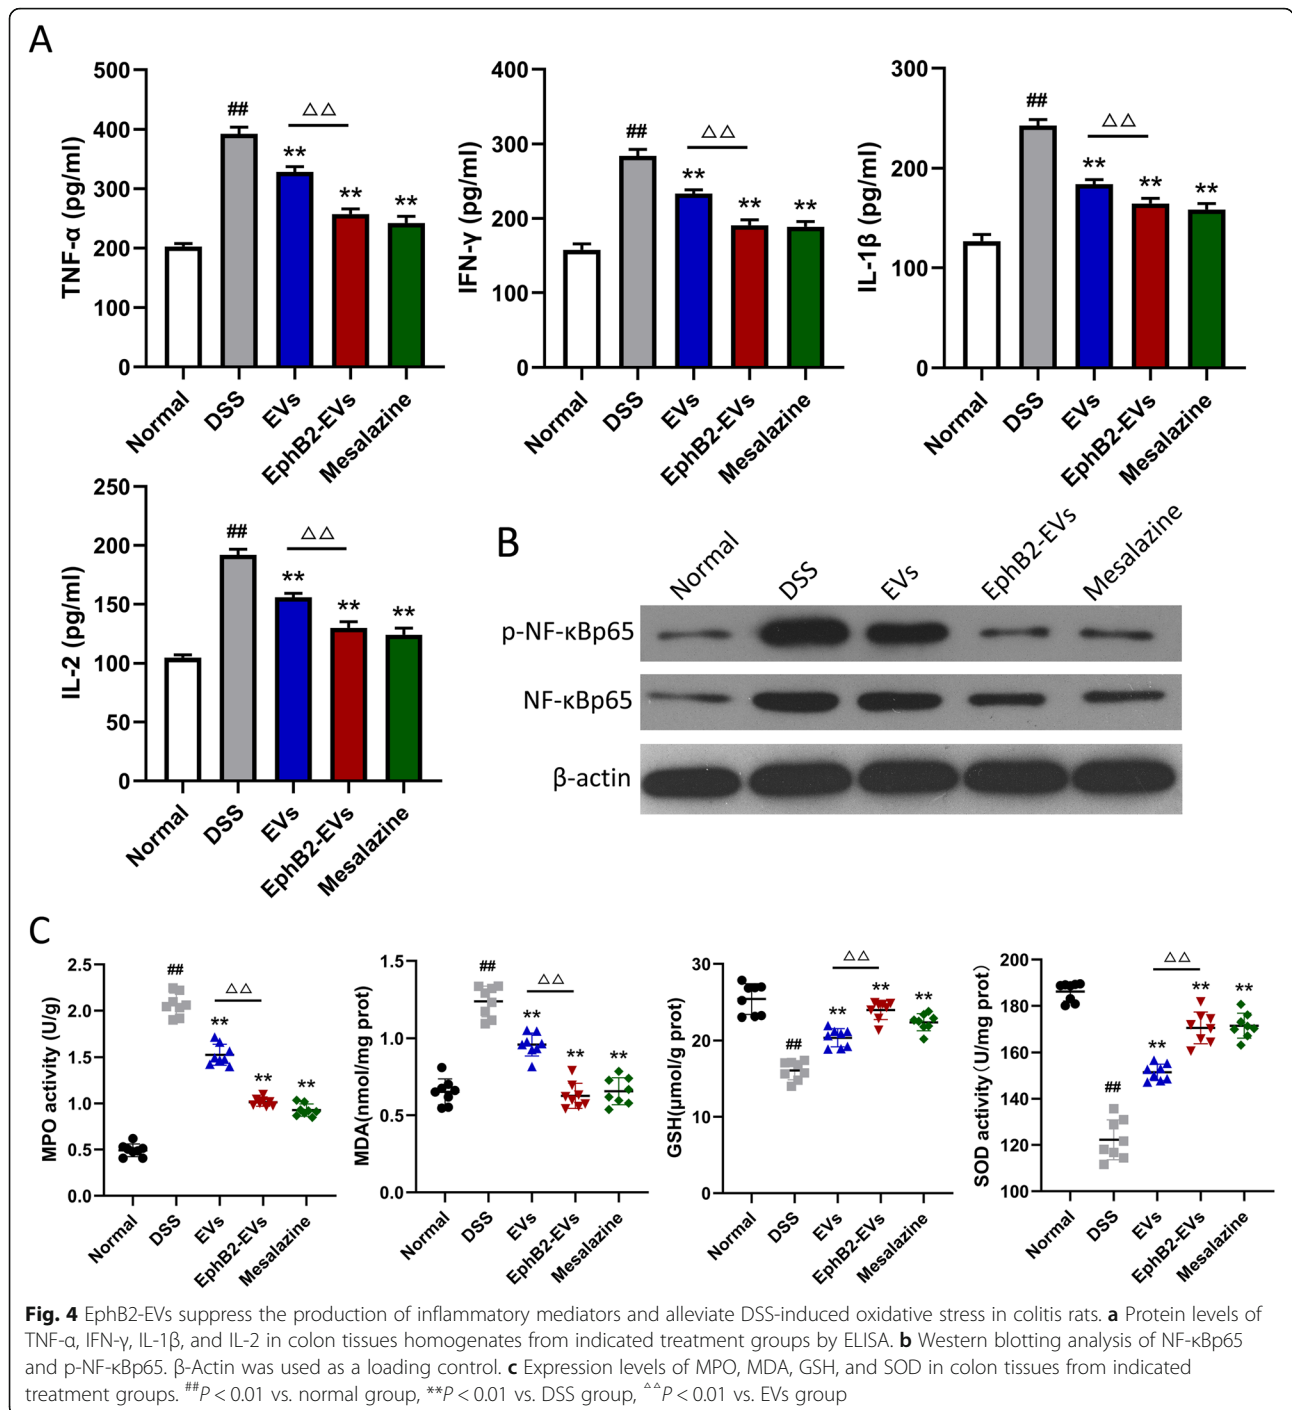 A
TNF-α (pg/ml)
500
400
300
200
100
0
##
**
△△
**
**
Normal
DSS
EVs
EphB2-EVs
Mesalazine
IFN-γ (pg/ml)
400
300
200
100
0
##
**
△△
**
**
Normal
DSS
EVs
EphB2-EVs
Mesalazine
IL-1β (pg/ml)
300
200
100
0
##
**
△△
**
**
Normal
DSS
EVs
EphB2-EVs
Mesalazine
IL-2 (pg/ml)
250
200
150
100
50
0
##
**
△△
**
**
Normal
DSS
EVs
EphB2-EVs
Mesalazine
B
Normal
DSS
EVs
EphB2-EVs
Mesalazine
p-NF-κBp65
NF-κBp65
β-actin
C
MPO activity (U/g)
2.5
2.0
1.5
1.0
0.5
0.0
##
**
△△
**
**
Normal
DSS
EVs
EphB2-EVs
Mesalazine
MDA(nmol/mg prot)
1.5
1.0
0.5
0.0
##
**
△△
**
**
Normal
DSS
EVs
EphB2-EVs
Mesalazine
GSH(μmol/g prot)
30
20
10
0
##
**
△△
**
**
Normal
DSS
EVs
EphB2-EVs
Mesalazine
SOD activity (U/mg prot)
200
180
160
140
120
100
##
**
△△
**
**
Normal
DSS
EVs
EphB2-EVs
Mesalazine
Fig. 4 EphB2-EVs suppress the production of inflammatory mediators and alleviate DSS-induced oxidative stress in colitis rats. a Protein levels of
TNF-α, IFN-γ, IL-1β, and IL-2 in colon tissues homogenates from indicated treatment groups by ELISA. b Western blotting analysis of NF-κBp65
and p-NF-κBp65. β-Actin was used as a loading control. c Expression levels of MPO, MDA, GSH, and SOD in colon tissues from indicated
treatment groups. ##P < 0.01 vs. normal group, **P < 0.01 vs. DSS group, △△P < 0.01 vs. EVs group